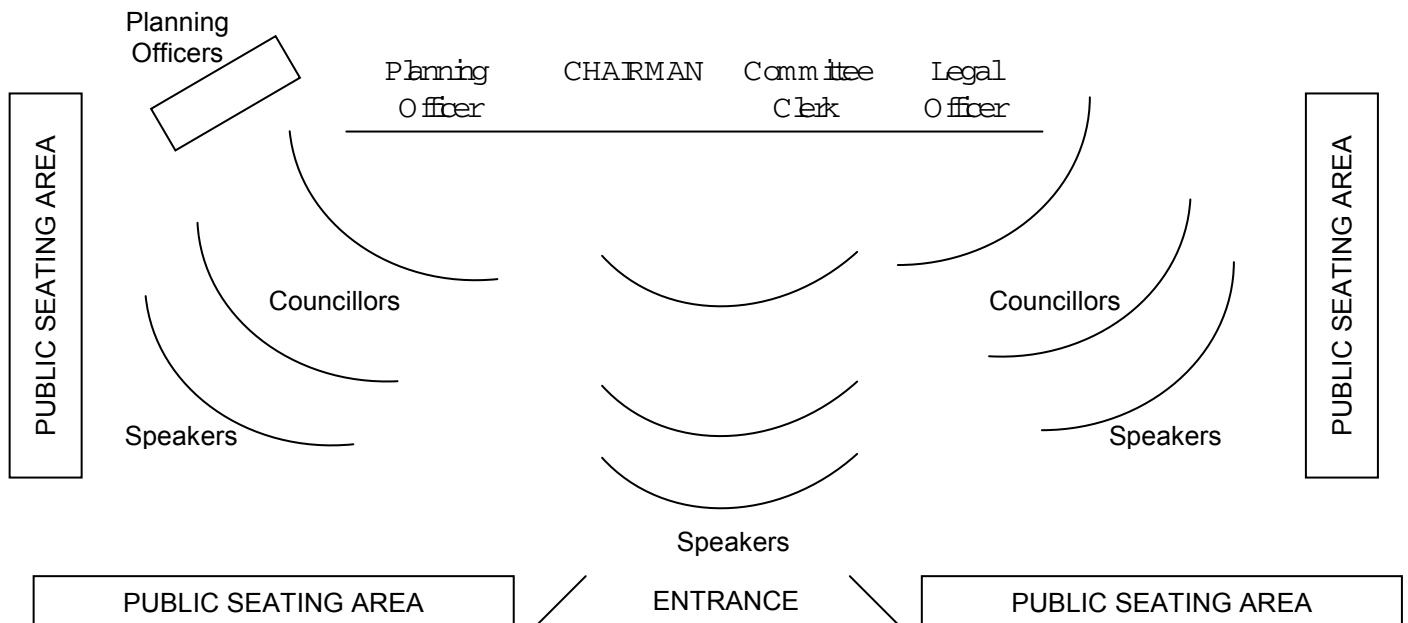 Planning
Officers
Planning CHAIRMAN Committee Legal
Officer Clerk Officer
PUBLIC SEATING AREA
PUBLIC SEATING AREA
Councillors Councillors
Speakers Speakers
Speakers
PUBLIC SEATING AREA ENTRANCE PUBLIC SEATING AREA